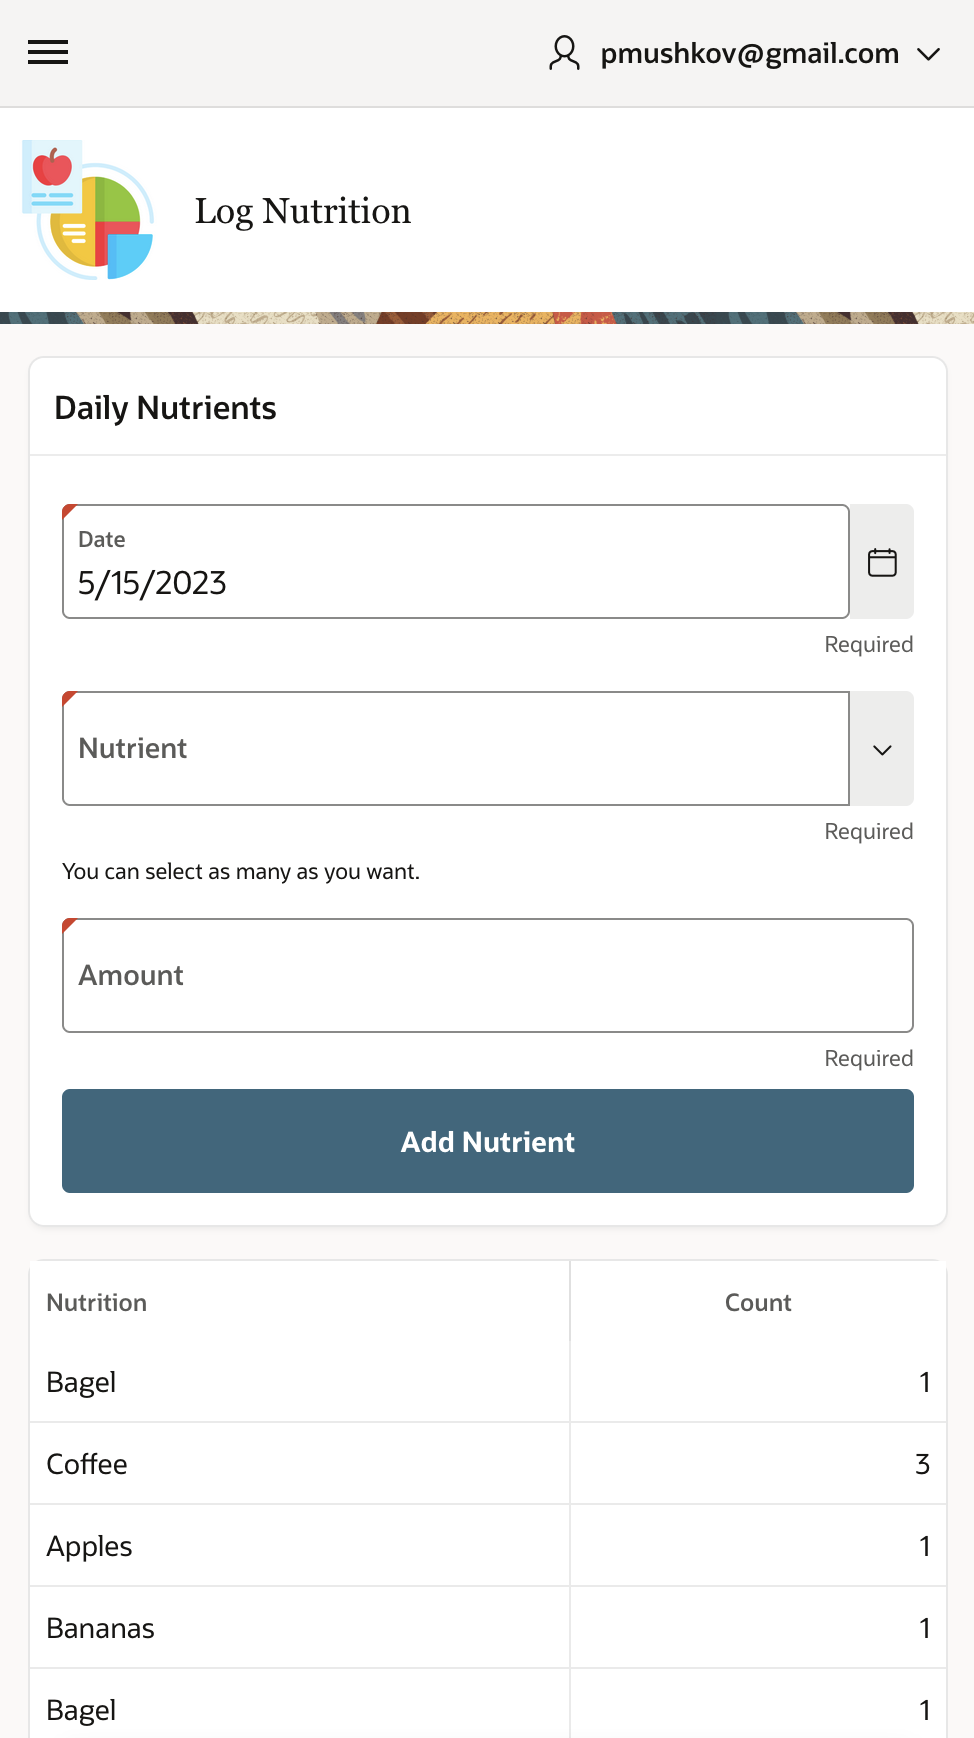 pmushkov@gmail.com
Log Nutrition
Daily Nutrients
Date
5/15/2023
Required
Nutrient
Required
You can select as many as you want.
Amount
Required
Add Nutrient
Nutrition Count
Bagel 1
Coffee 3
Apples 1
Bananas 1
Bagel 1